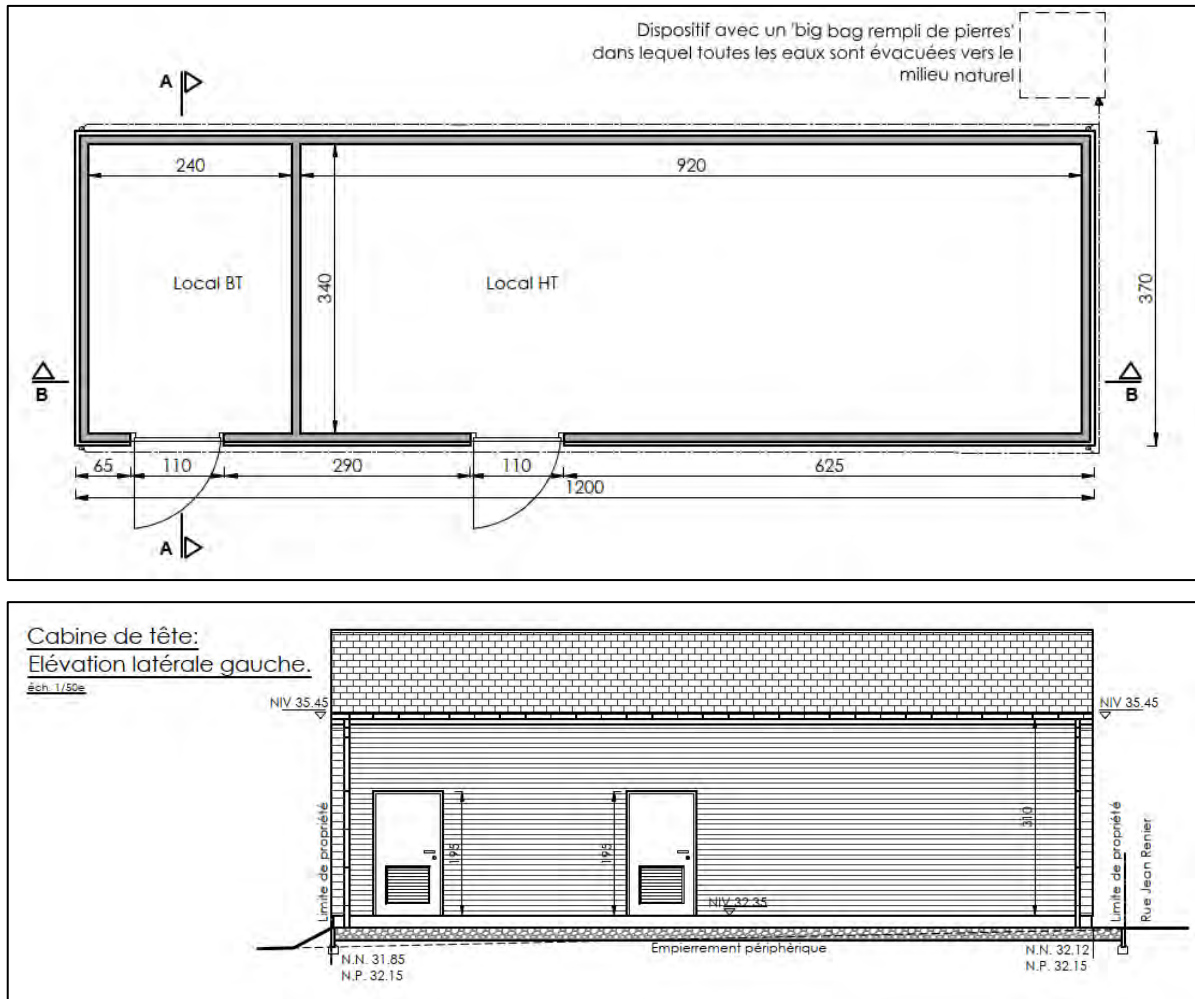 Dispositif avec un 'big bag rempli de pierres'
dans lequel toutes les eaux sont évacuées vers le
milieu naturel
A
240
920
Local BT
340
Local HT
370
B
B
65
110
290
110
625
1200
A
Cabine de tête:
Elévation latérale gauche.
éch. 1/50e
NIV 35.45
NIV 35.45
Limite de propriété
195
195
310
Limite de propriété
Rue Jean Renier
NIV 32.35
Empierrement périphérique
N.N. 31.85
N.P. 32.15
N.N. 32.12
N.P. 32.15